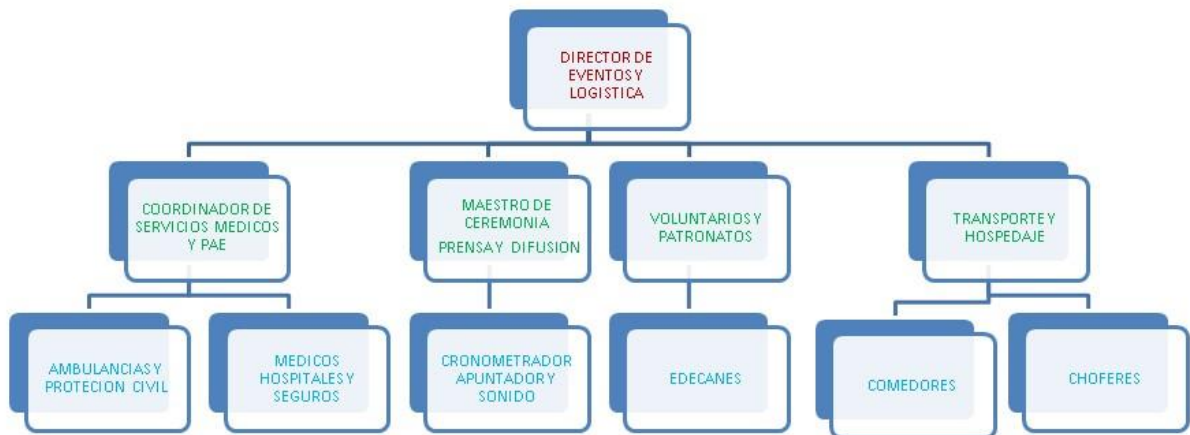 DIRECTOR DE
EVENTOS Y
LOGISTICA
COORDINADOR DE
SERVICIOS MEDICOS
Y PAE
MAESTRO DE
CEREMONIA
PRENSA Y DIFUSION
VOLUNTARIOS Y
PATRONATOS
TRANSPORTE Y
HOSPEDAJE
AMBULANCIAS Y
PROTECION CIVIL
MEDICOS
HOSPITALES Y
SEGUROS
CRONOMETRADOR
APUNTADOR Y
SONIDO
EDECANES
COMEDORES
CHOFERES